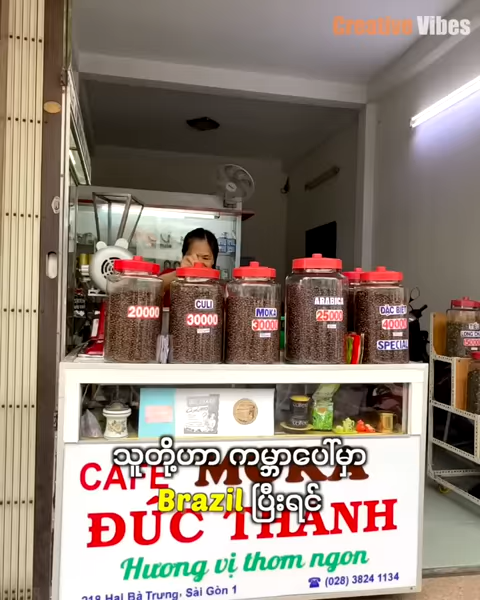 Creative Vibes
20000
CULI
30000
MOKA
30000
ARABICA
25000
ĐẶC BIỆT
40000
SPECIAL
သူတို့ဟာ ကမ္ဘာပေါ်မှာ
Brazil ပြီးရင်
CAFE MOKA
ĐỨC THÀNH
Hương vị thơm ngon
218 Hai Bà Trưng, Sài Gòn 1
☎ (028) 3824 1134